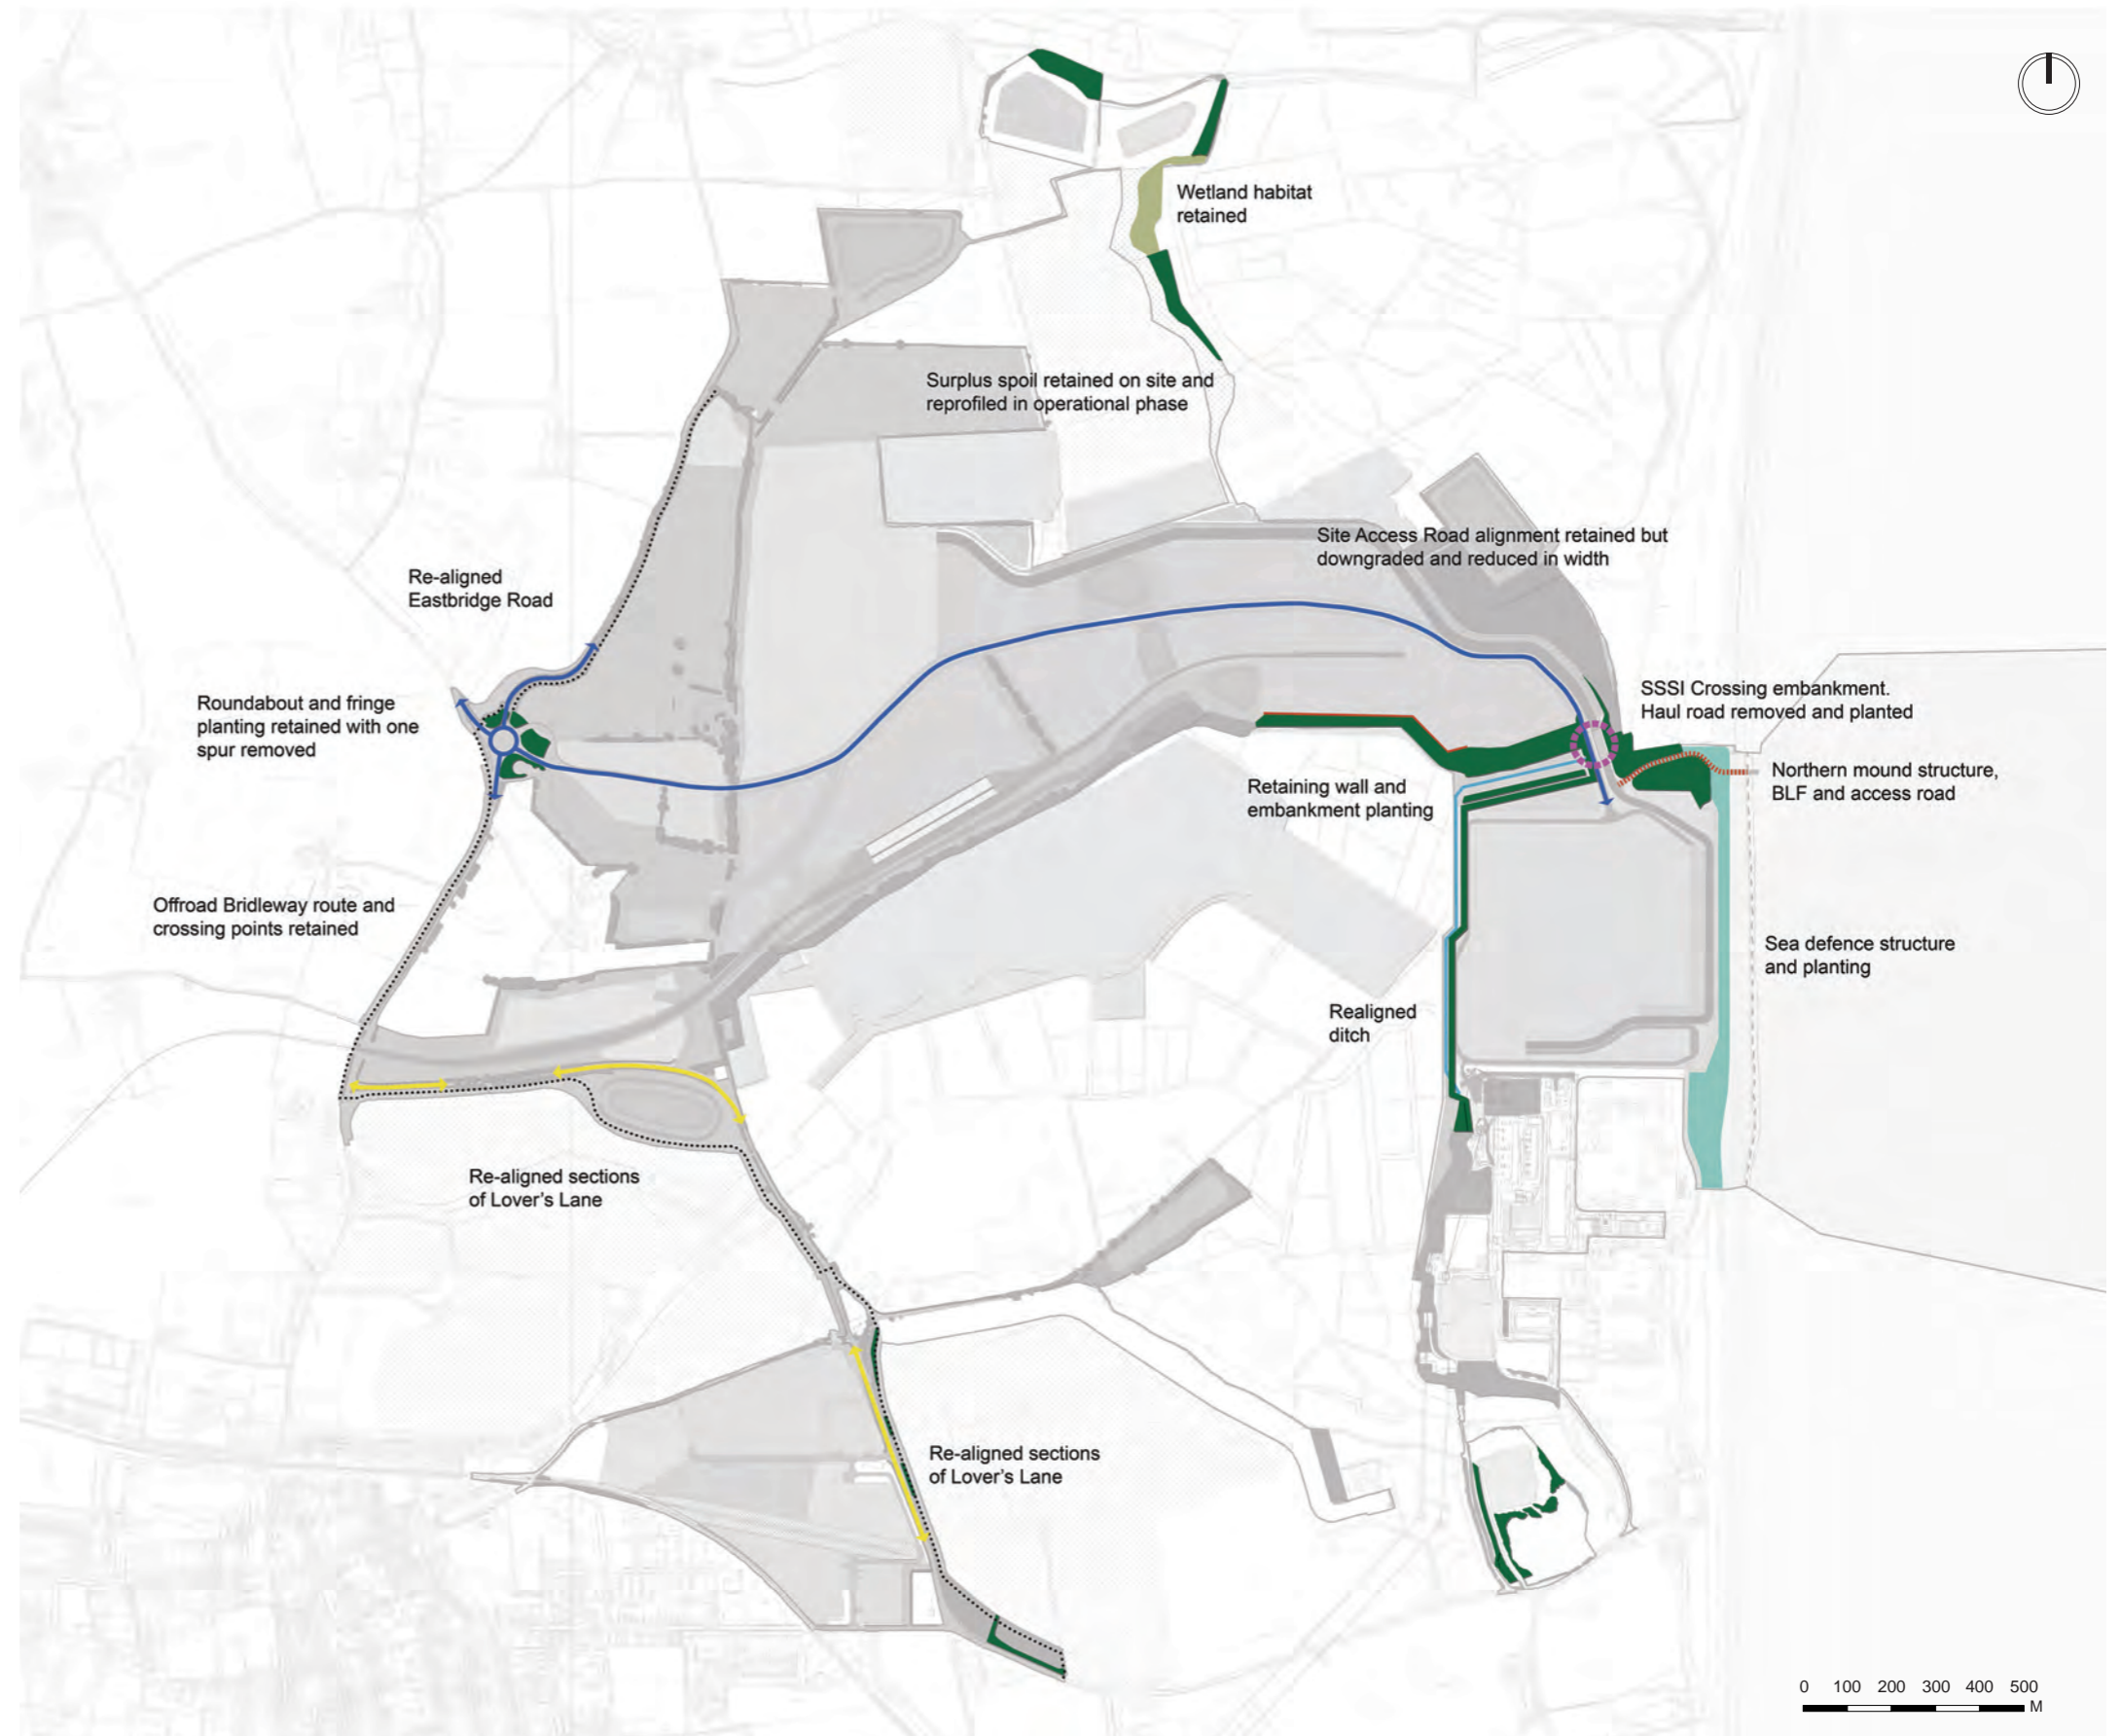 Wetland habitat
retained
Surplus spoil retained on site and
reprofiled in operational phase
Site Access Road alignment retained but
downgraded and reduced in width
Re-aligned
Eastbridge Road
Roundabout and fringe
planting retained with one
spur removed
SSSI Crossing embankment.
Haul road removed and planted
Northern mound structure,
BLF and access road
Retaining wall and
embankment planting
Offroad Bridleway route and
crossing points retained
Sea defence structure
and planting
Realigned
ditch
Re-aligned sections
of Lover's Lane
Re-aligned sections
of Lover's Lane
0 100 200 300 400 500
M